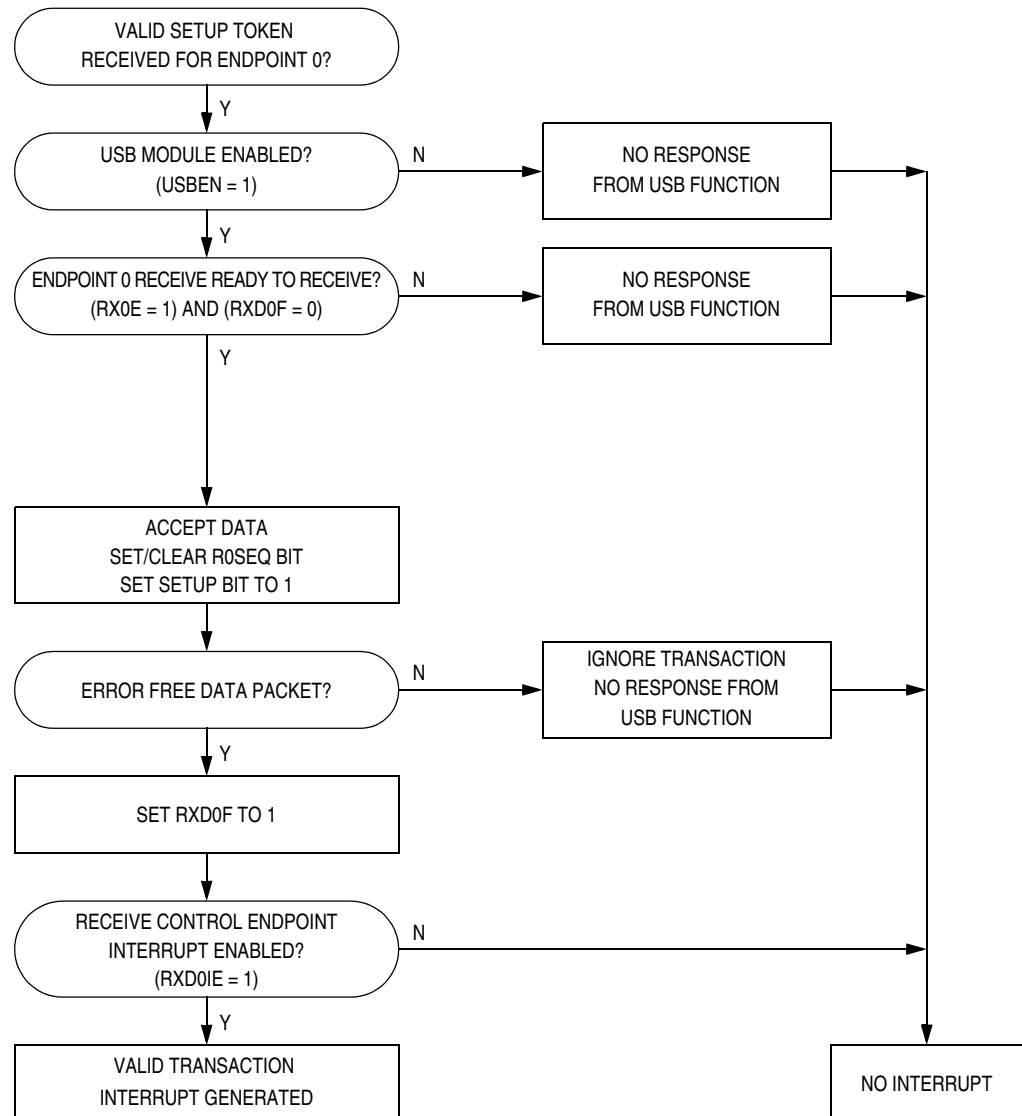 VALID SETUP TOKEN
RECEIVED FOR ENDPOINT 0?
Y
USB MODULE ENABLED?
(USBEN = 1)
N
NO RESPONSE
FROM USB FUNCTION
Y
ENDPOINT 0 RECEIVE READY TO RECEIVE?
(RX0E = 1) AND (RXD0F = 0)
N
NO RESPONSE
FROM USB FUNCTION
Y
ACCEPT DATA
SET/CLEAR R0SEQ BIT
SET SETUP BIT TO 1
ERROR FREE DATA PACKET?
N
IGNORE TRANSACTION
NO RESPONSE FROM
USB FUNCTION
Y
SET RXD0F TO 1
RECEIVE CONTROL ENDPOINT
INTERRUPT ENABLED?
(RXD0IE = 1)
N
Y
VALID TRANSACTION
INTERRUPT GENERATED
NO INTERRUPT